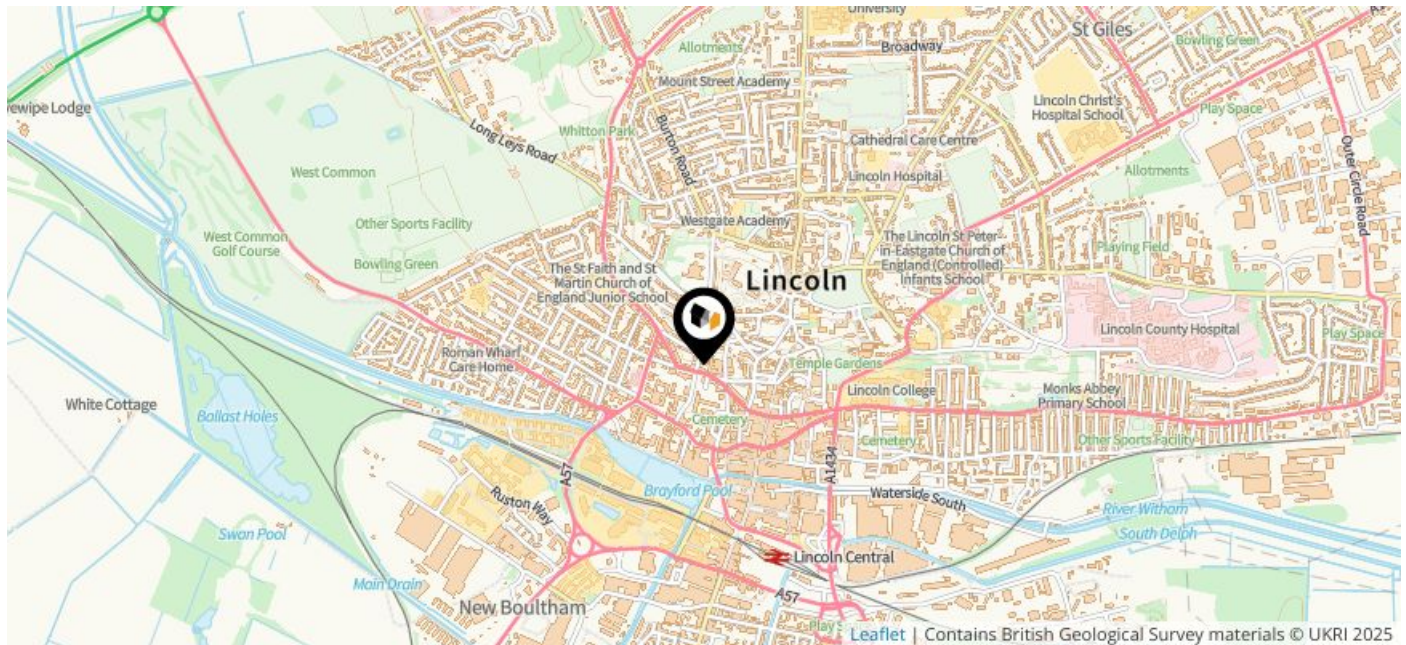 University
St Giles
Bowling Green
Allotments
Broadway
Mount Street Academy
Lincoln Christ's
Hospital School
Play Space
ewipe Lodge
Long Leys Road
Whitton Park
Burton Road
Cathedral Care Centre
Outer Circle Road
West Common
Lincoln Hospital
Allotments
Other Sports Facility
Westgate Academy
West Common
Golf Course
Bowling Green
The St Faith and St
Martin Church of
England Junior School
Lincoln
The Lincoln St Peter-
in-Eastgate Church of
England (Controlled)
Infants School
Playing Field
Lincoln County Hospital
Play Space
Roman Wharf
Care Home
Temple Gardens
40
White Cottage
Ballast Holes
Lincoln College
Monks Abbey
Primary School
Cemetery
Cemetery
Other Sports Facility
A57
A1434
Ruston Way
Brayford Pool
Waterside South
River Witham
South Delph
Swan Pool
Lincoln Central
Main Drain
New Boultham
A57
Play S
Leaflet | Contains British Geological Survey materials © UKRI 2025